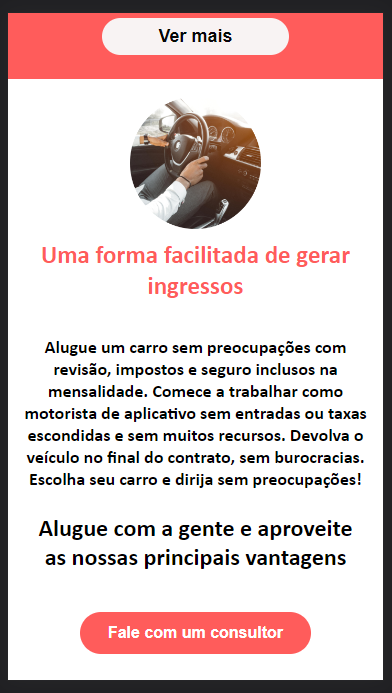 Ver mais
Uma forma facilitada de gerar
ingressos
Alugue um carro sem preocupações com
revisão, impostos e seguro inclusos na
mensalidade. Comece a trabalhar como
motorista de aplicativo sem entradas ou taxas
escondidas e sem muitos recursos. Devolva o
veículo no final do contrato, sem burocracias.
Escolha seu carro e dirija sem preocupações!
Alugue com a gente e aproveite
as nossas principais vantagens
Fale com um consultor